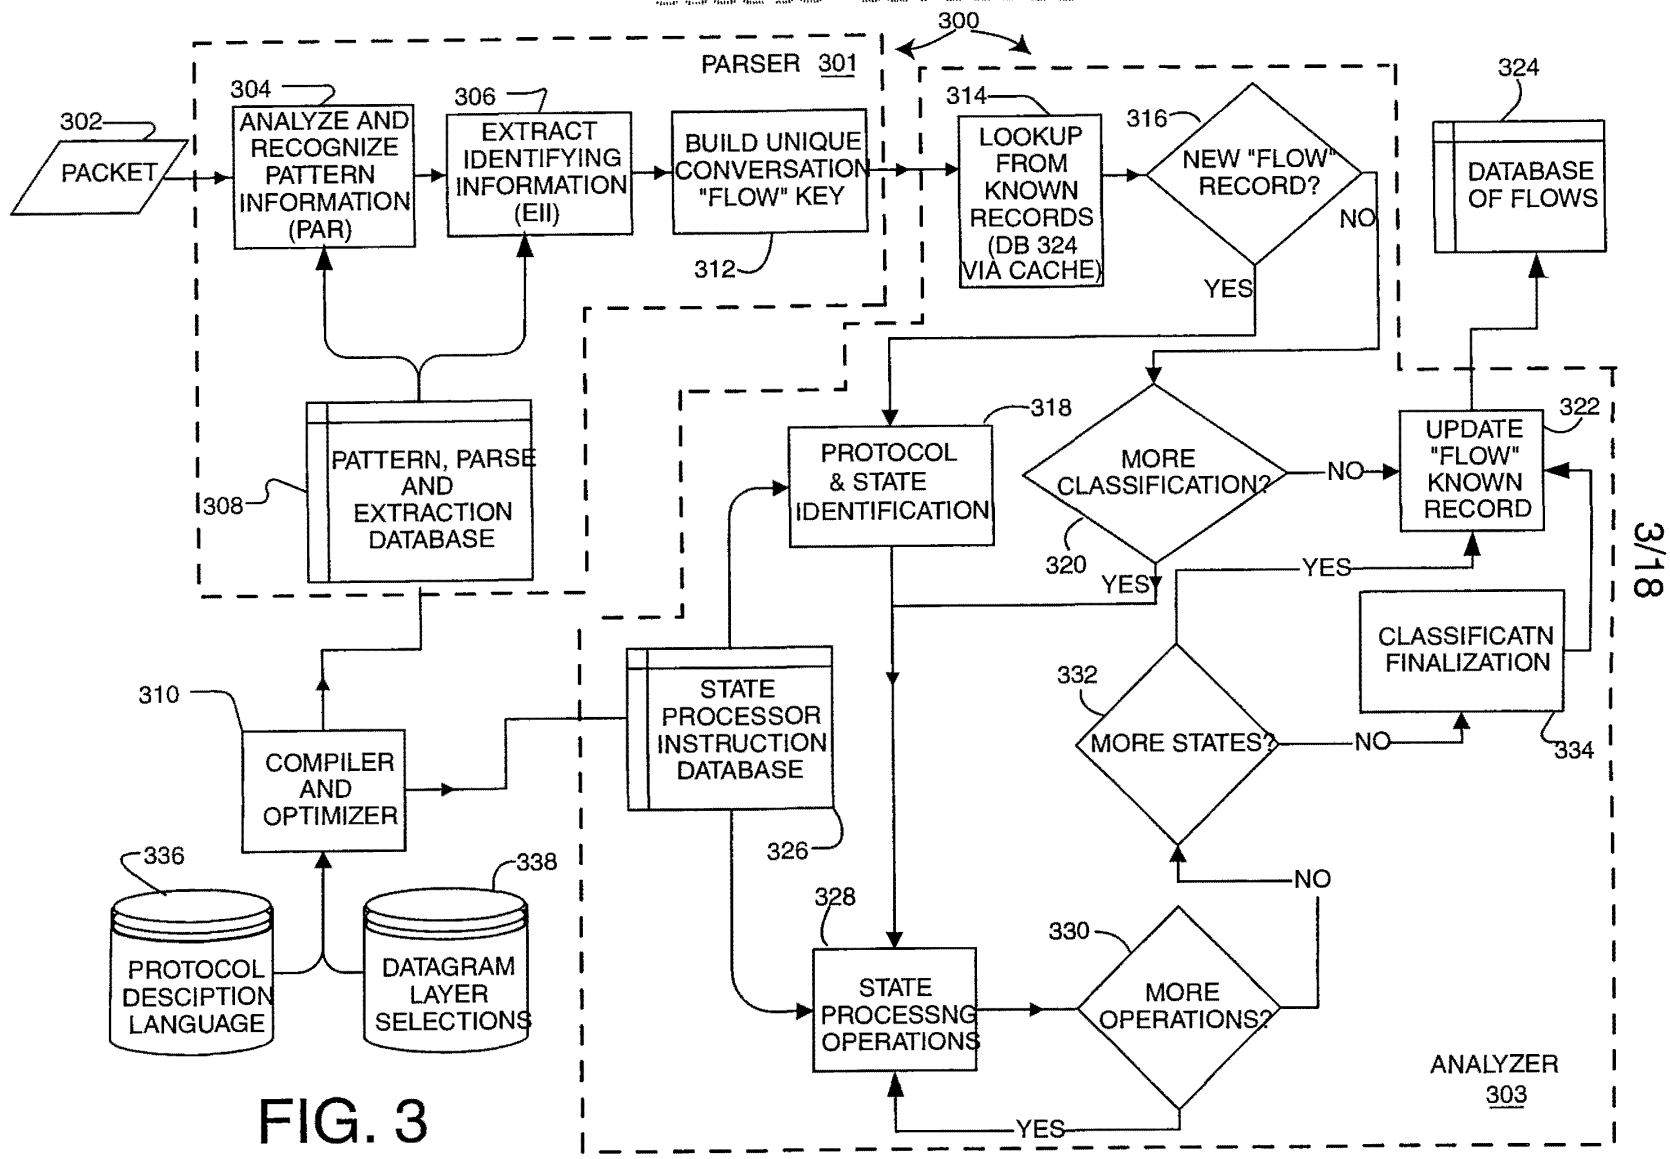 300
PARSER 301
324
302
304
306
314
316
PACKET
ANALYZE AND
RECOGNIZE
PATTERN
INFORMATION
(PAR)
EXTRACT
IDENTIFYING
INFORMATION
(EII)
BUILD UNIQUE
CONVERSATION
"FLOW" KEY
312
LOOKUP
FROM
KNOWN
RECORDS
(DB 324
VIA CACHE)
NEW "FLOW"
RECORD?
NO
YES
DATABASE
OF FLOWS
308
PATTERN, PARSE
AND
EXTRACTION
DATABASE
318
PROTOCOL
& STATE
IDENTIFICATION
MORE
CLASSIFICATION?
320
NO
YES
322
UPDATE
"FLOW"
KNOWN
RECORD
3/18
YES
CLASSIFICATN
FINALIZATION
334
332
MORE STATES?
NO
310
COMPILER
AND
OPTIMIZER
STATE
PROCESSOR
INSTRUCTION
DATABASE
326
336
338
PROTOCOL
DESCIPTION
LANGUAGE
DATAGRAM
LAYER
SELECTIONS
328
STATE
PROCESSNG
OPERATIONS
330
MORE
OPERATIONS?
NO
YES
ANALYZER
303
FIG. 3